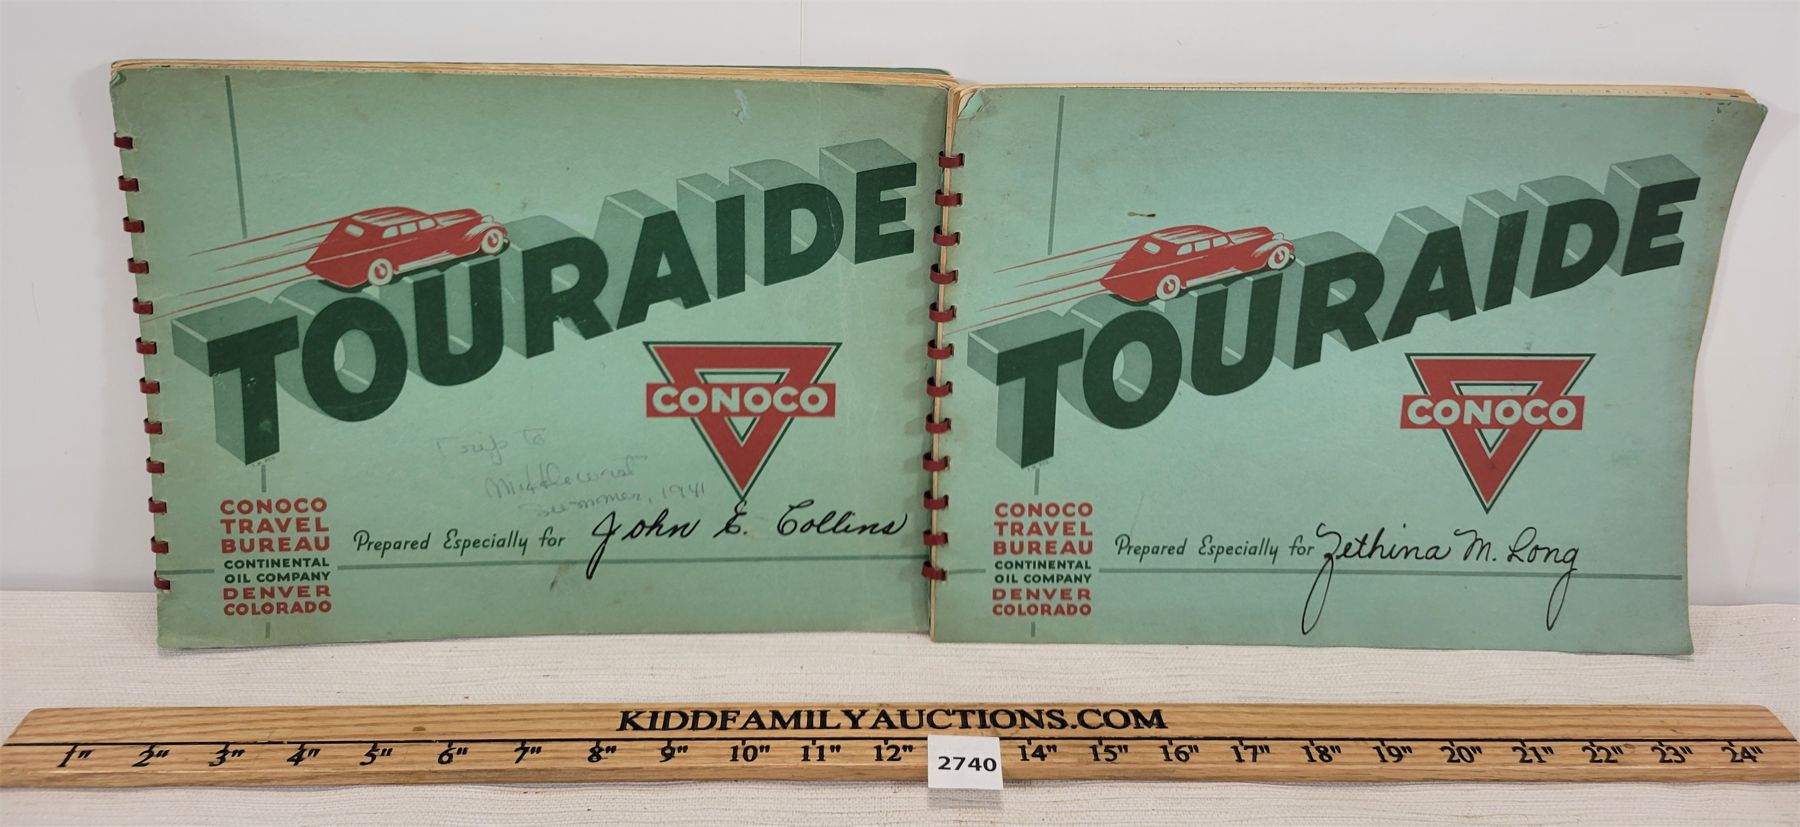 TOURAIDE
CONOCO
Trip to
Middlewest
Summer, 1941
CONOCO
TRAVEL
BUREAU
CONTINENTAL
OIL COMPANY
DENVER
COLORADO
Prepared Especially for John E. Collins
TOURAIDE
CONOCO
CONOCO
TRAVEL
BUREAU
CONTINENTAL
OIL COMPANY
DENVER
COLORADO
Prepared Especially for Zethina M. Long
KIDDFAMILYAUCTIONS.COM
1" 2" 3" 4" 5" 6" 7" 8" 9" 10" 11" 12" 14" 15" 16" 17" 18" 19" 20" 21" 22" 23" 24"
2740